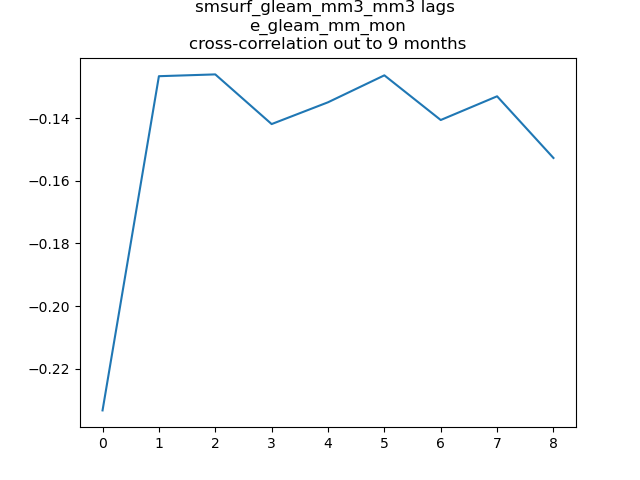 smsurf_gleam_mm3_mm3 lags
e_gleam_mm_mon
cross-correlation out to 9 months
−0.14
−0.16
−0.18
−0.20
−0.22
0 1 2 3 4 5 6 7 8